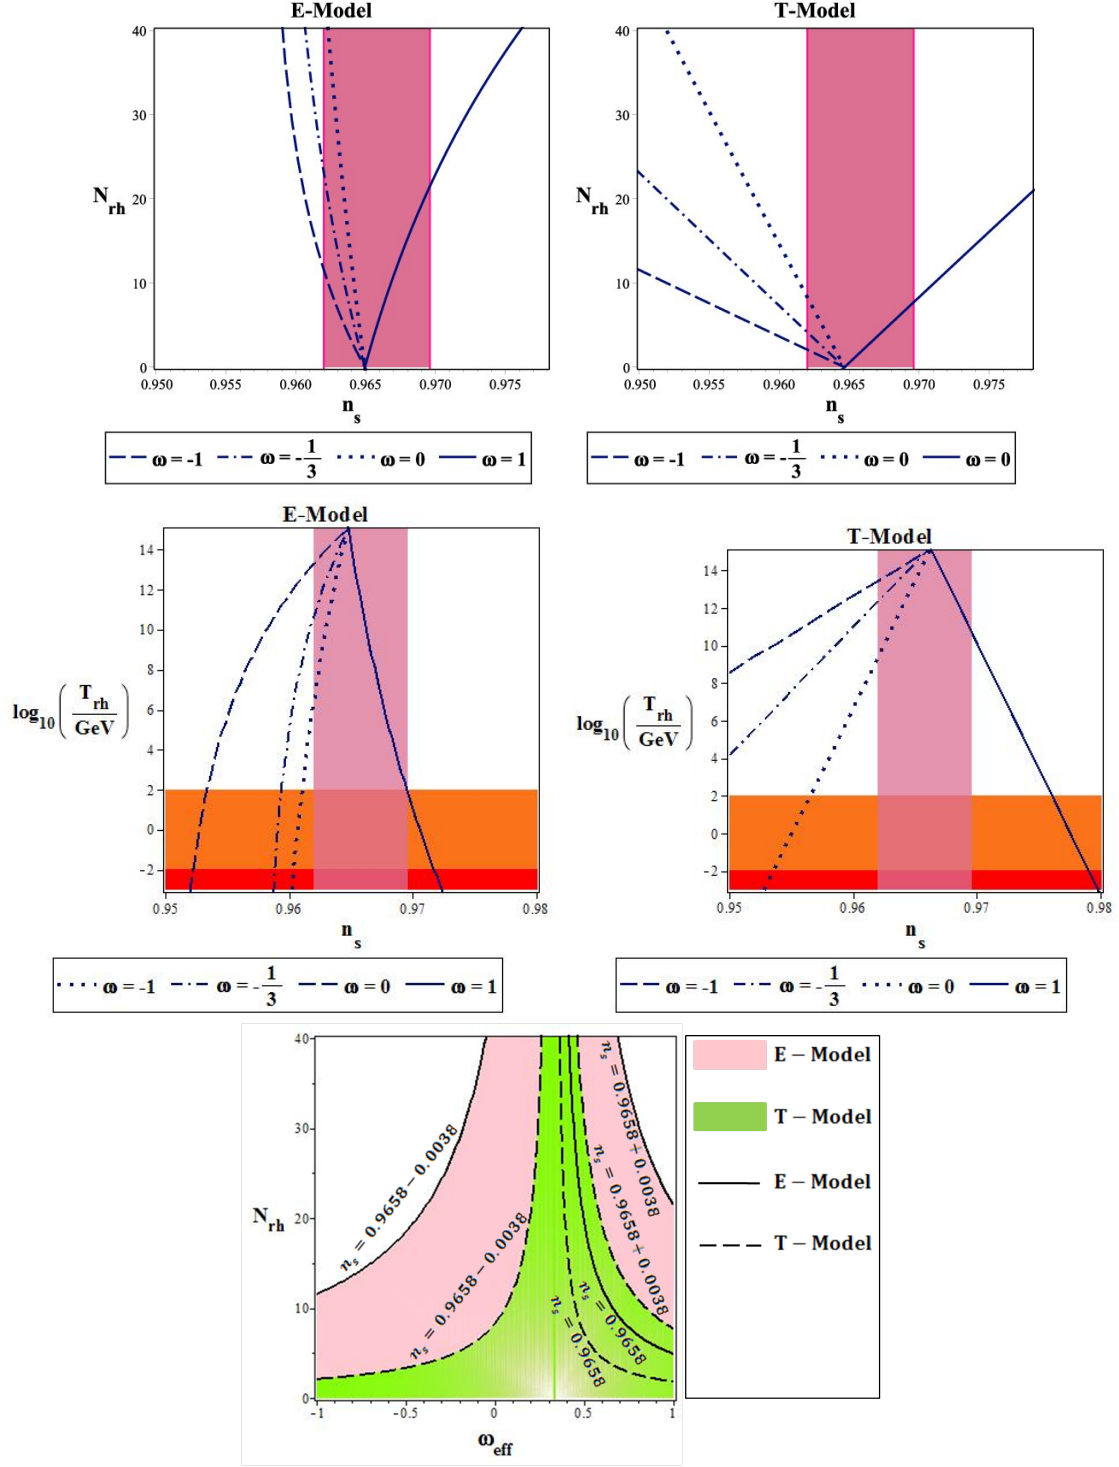 E-Model
T-Model
40
30
20
10
0
N_rh
0.950 0.955 0.960 0.965 0.970 0.975
n_s
40
30
20
10
0
N_rh
0.950 0.955 0.960 0.965 0.970 0.975
n_s
ω = -1 ω = -1/3 ω = 0 ω = 1
ω = -1 ω = -1/3 ω = 0 ω = 0
E-Model
T-Model
14
12
10
8
6
4
2
0
-2
log10(T_rh/GeV)
0.95 0.96 0.97 0.98
n_s
14
12
10
8
6
4
2
0
-2
log10(T_rh/GeV)
0.95 0.96 0.97 0.98
n_s
ω = -1 ω = -1/3 ω = 0 ω = 1
ω = -1 ω = -1/3 ω = 0 ω = 1
40
30
20
10
0
N_rh
n_s = 0.9658 - 0.0038
n_s = 0.9658 - 0.0038
n_s = 0.9658
n_s = 0.9658
n_s = 0.9658 + 0.0038
n_s = 0.9658 + 0.0038
-1 -0.5 0 0.5 1
ω_eff
E – Model
T – Model
E – Model
T – Model